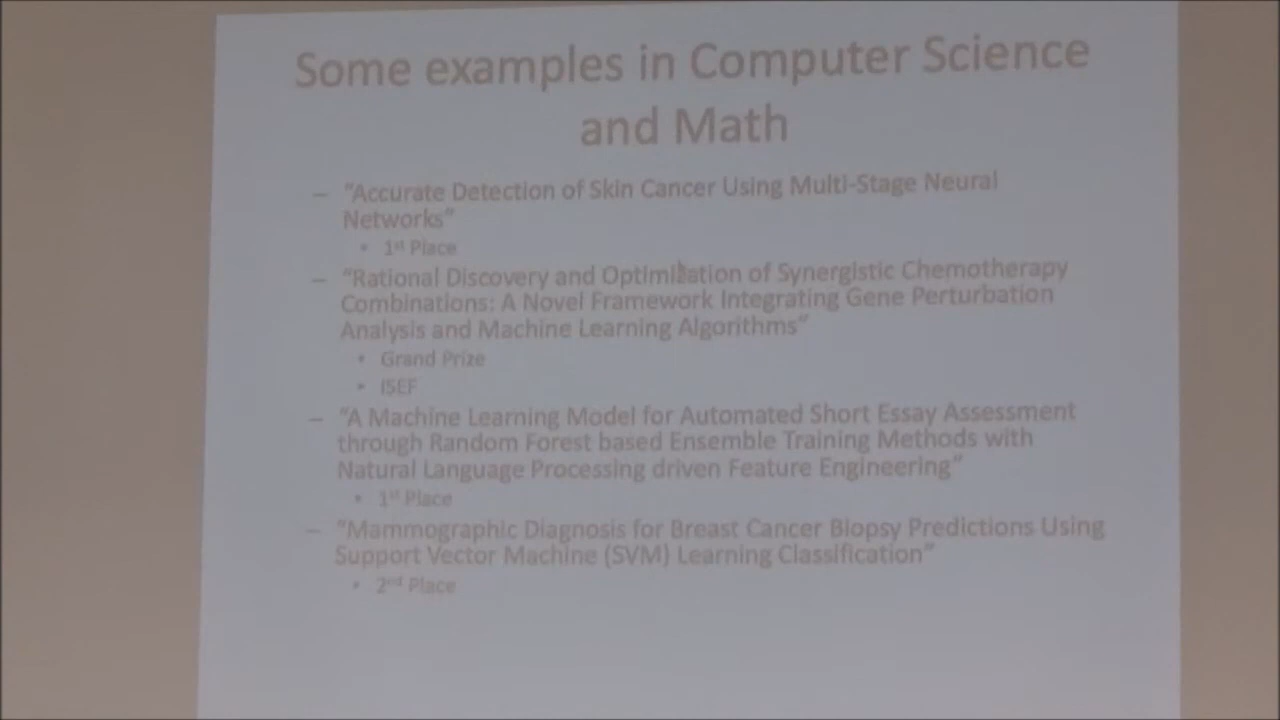 Some examples in Computer Science
and Math
– "Accurate Detection of Skin Cancer Using Multi-Stage Neural
Networks"
• 1st Place
– "Rational Discovery and Optimization of Synergistic Chemotherapy
Combinations: A Novel Framework Integrating Gene Perturbation
Analysis and Machine Learning Algorithms"
• Grand Prize
• ISEF
– "A Machine Learning Model for Automated Short Essay Assessment
through Random Forest based Ensemble Training Methods with
Natural Language Processing driven Feature Engineering"
• 1st Place
– "Mammographic Diagnosis for Breast Cancer Biopsy Predictions Using
Support Vector Machine (SVM) Learning Classification"
• 2nd Place